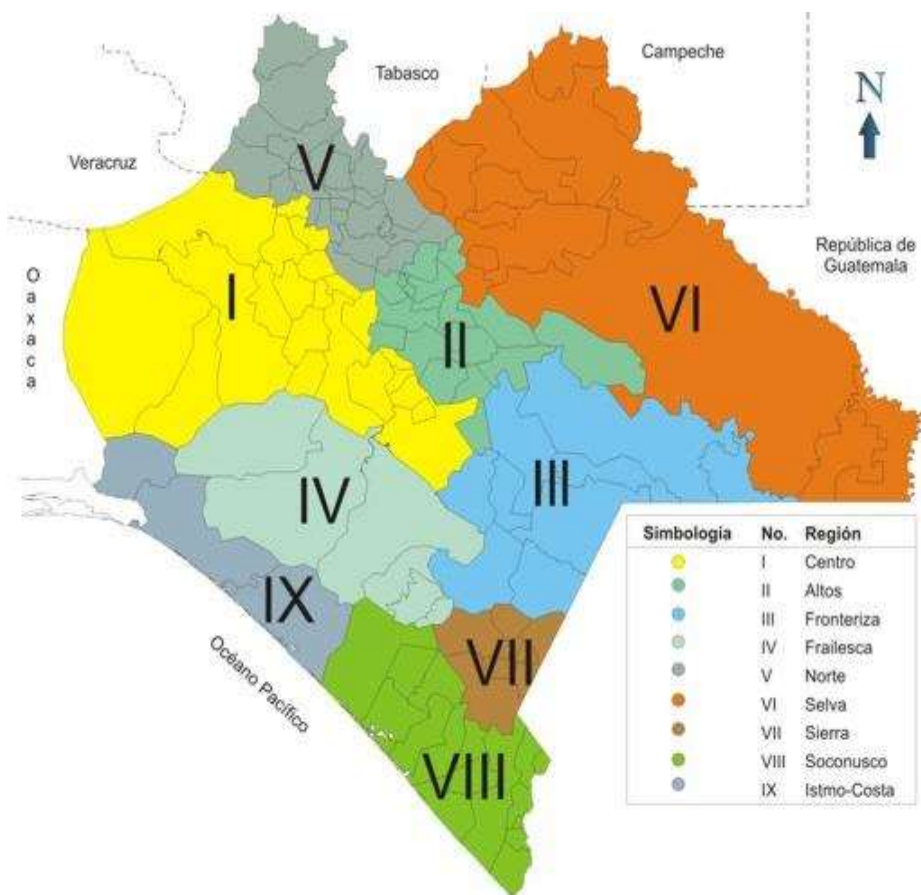 Campeche
Tabasco
N
Veracruz
V
República de
Guatemala
Oaxaca
I
VI
II
III
IV
IX
VII
VIII
Océano Pacífico
Simbología No. Región
I Centro
II Altos
III Fronteriza
IV Frailesca
V Norte
VI Selva
VII Sierra
VIII Soconusco
IX Istmo-Costa